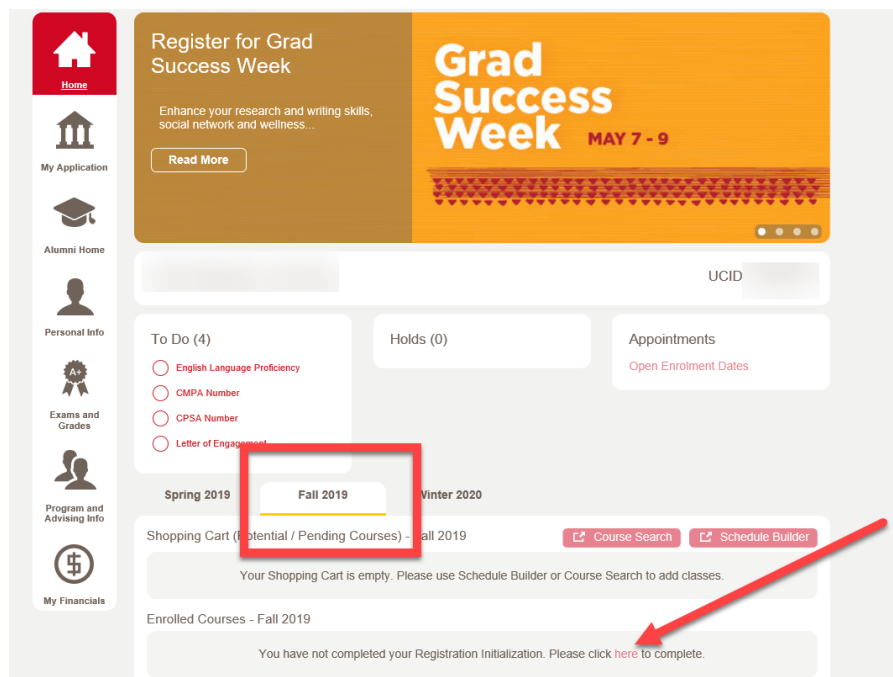 Home
My Application
Alumni Home
Personal Info
A+
Exams and
Grades
Program and
Advising Info
$
My Financials
Register for Grad
Success Week
Enhance your research and writing skills,
social network and wellness...
Read More
Grad
Success
Week MAY 7 - 9
UCID
To Do (4)
English Language Proficiency
CMPA Number
CPSA Number
Letter of Engagement
Holds (0)
Appointments
Open Enrolment Dates
Spring 2019 Fall 2019 Winter 2020
Shopping Cart (Potential / Pending Courses) - Fall 2019 Course Search Schedule Builder
Your Shopping Cart is empty. Please use Schedule Builder or Course Search to add classes.
Enrolled Courses - Fall 2019
You have not completed your Registration Initialization. Please click here to complete.